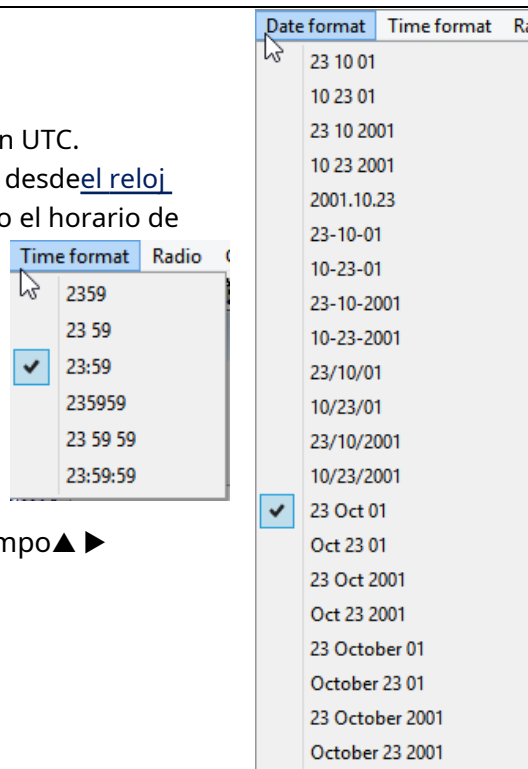 n UTC.
desdeel reloj
o el horario de
Time format Radio
2359
23 59
23:59
235959
23 59 59
23:59:59
mpo▲ ▶
Date format Time format Ra
23 10 01
10 23 01
23 10 2001
10 23 2001
2001.10.23
23-10-01
10-23-01
23-10-2001
10-23-2001
23/10/01
10/23/01
23/10/2001
10/23/2001
23 Oct 01
Oct 23 01
23 Oct 2001
Oct 23 2001
23 October 01
October 23 01
23 October 2001
October 23 2001